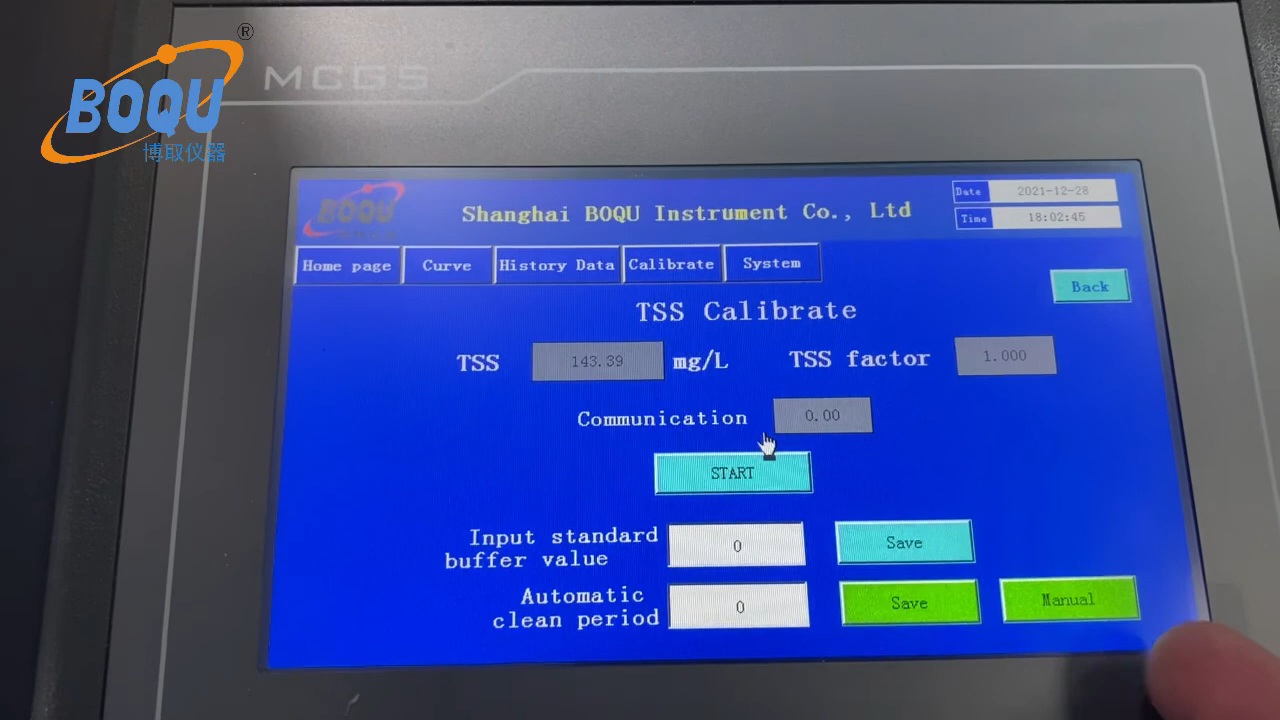 ®
BOQU
博取仪器
MCGS
BOQU
Shanghai BOQU Instrument Co., Ltd
Date 2021-12-28
Time 18:02:45
Home page Curve History Data Calibrate System
Back
TSS Calibrate
TSS 143.39 mg/L TSS factor 1.000
Communication 0.00
START
Input standard
buffer value 0 Save
Automatic
clean period 0 Save Manual